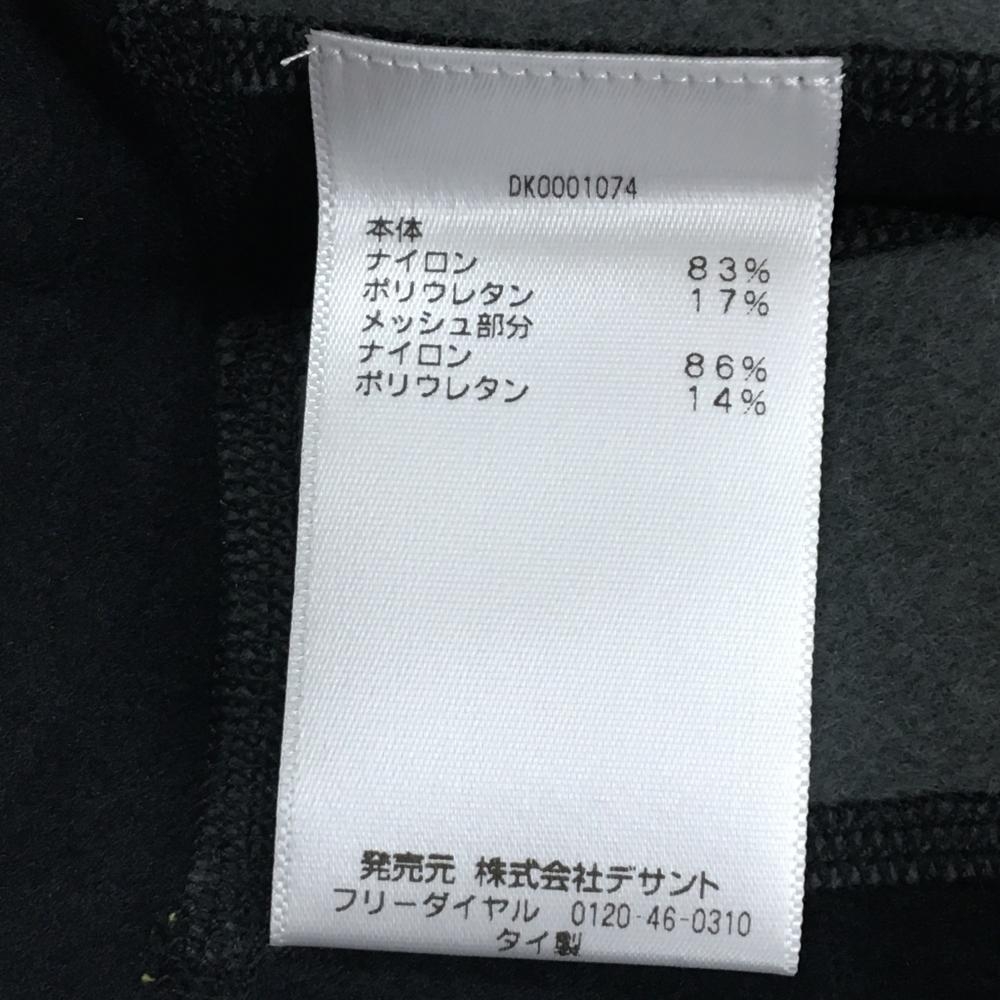 DK0001074
本体
ナイロン 83%
ポリウレタン 17%
メッシュ部分
ナイロン 86%
ポリウレタン 14%
発売元 株式会社デサント
フリーダイヤル 0120-46-0310
タイ製